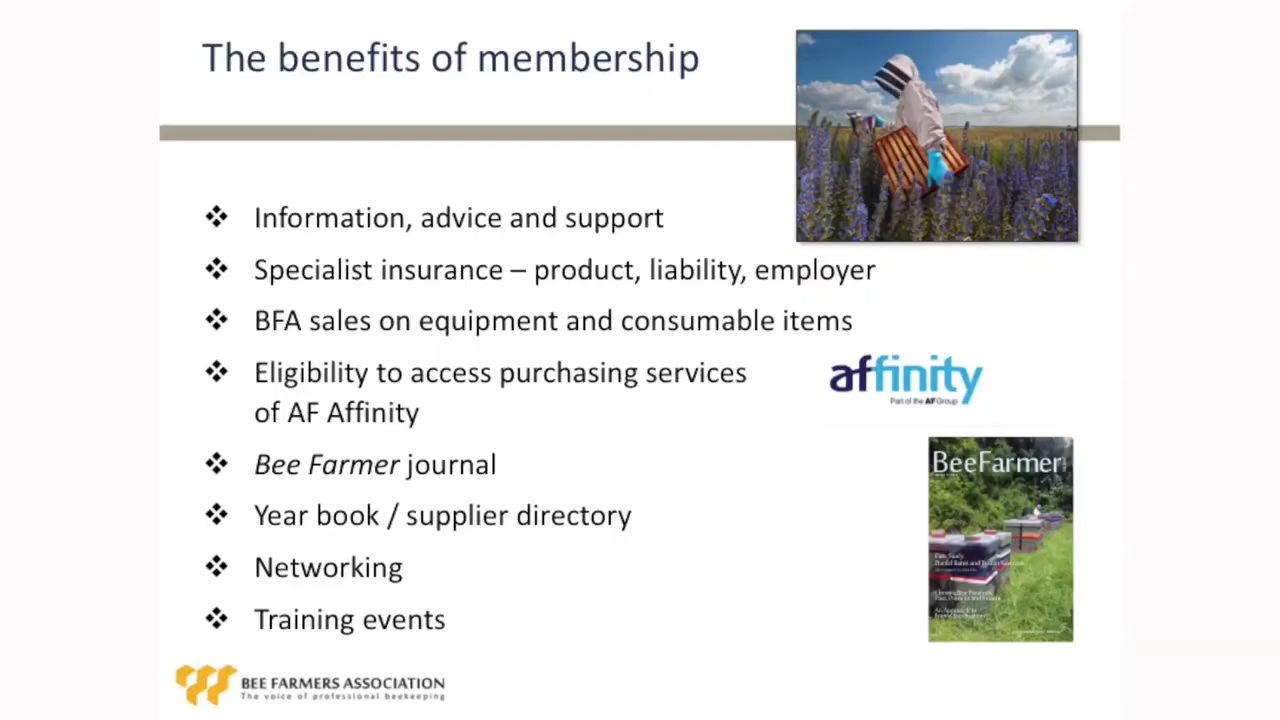 The benefits of membership
❖ Information, advice and support
❖ Specialist insurance – product, liability, employer
❖ BFA sales on equipment and consumable items
❖ Eligibility to access purchasing services
of AF Affinity
affinity
Part of the AF Group
❖ Bee Farmer journal
❖ Year book / supplier directory
❖ Networking
❖ Training events
BeeFarmer
BEE FARMERS ASSOCIATION
The voice of professional beekeeping